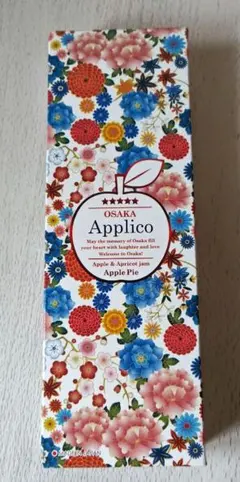 ★★★★★
OSAKA
Applico
May the memory of Osaka fill
your heart with laughter and love
Welcome to Osaka!
Apple & Apricot jam
Apple Pie